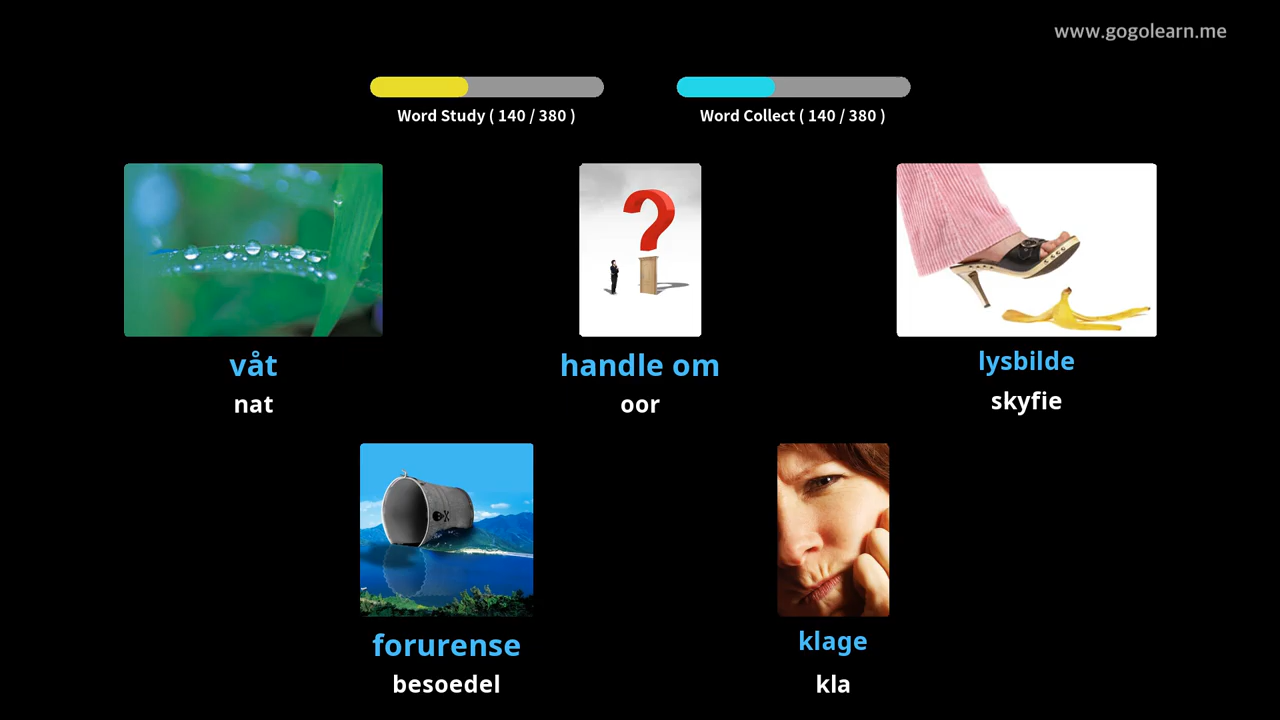 www.gogolearn.me
Word Study ( 140 / 380 )
Word Collect ( 140 / 380 )
våt
nat
handle om
oor
lysbilde
skyfie
forurense
besoedel
klage
kla